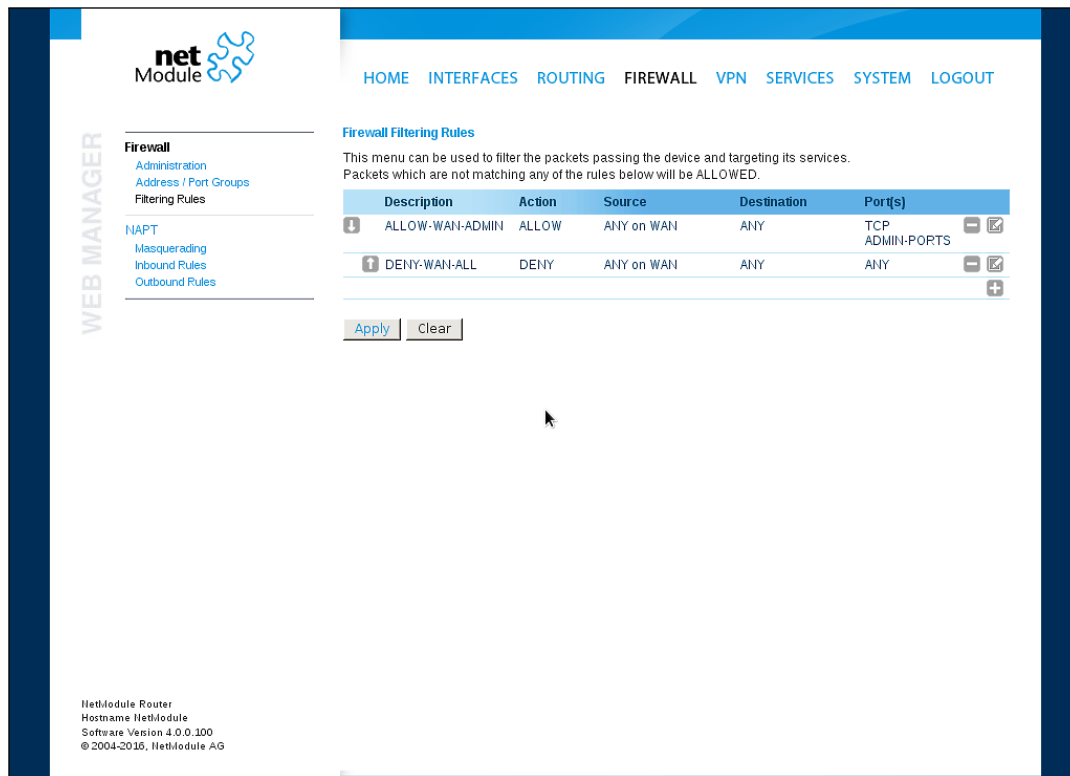 net
Module
HOME INTERFACES ROUTING FIREWALL VPN SERVICES SYSTEM LOGOUT
WEB MANAGER
Firewall
Administration
Address / Port Groups
Filtering Rules
NAPT
Masquerading
Inbound Rules
Outbound Rules
Firewall Filtering Rules
This menu can be used to filter the packets passing the device and targeting its services.
Packets which are not matching any of the rules below will be ALLOWED.
Description Action Source Destination Port(s)
ALLOW-WAN-ADMIN ALLOW ANY on WAN ANY TCP
ADMIN-PORTS
DENY-WAN-ALL DENY ANY on WAN ANY ANY
Apply Clear
NetModule Router
Hostname NetModule
Software Version 4.0.0.100
© 2004-2016, NetModule AG